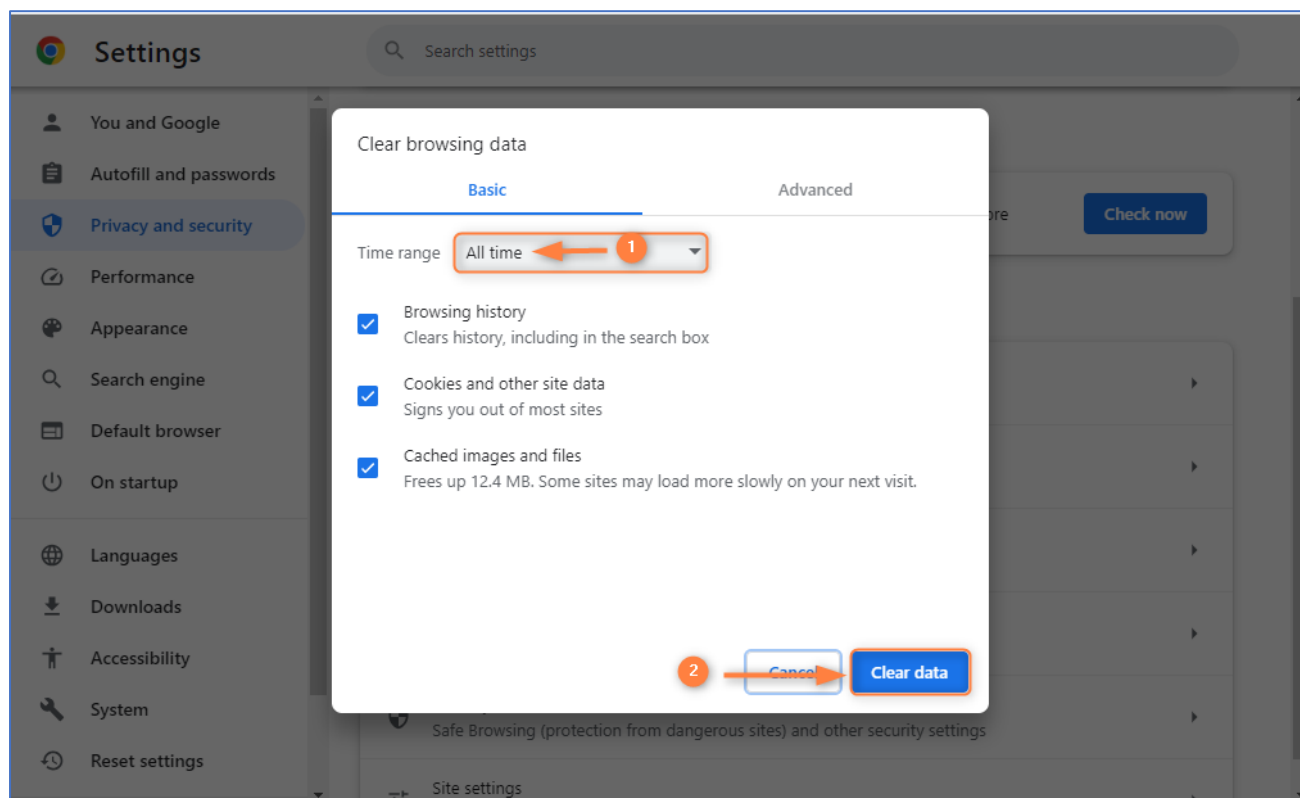 Settings
Search settings
You and Google
Autofill and passwords
Privacy and security
Performance
Appearance
Search engine
Default browser
On startup
Languages
Downloads
Accessibility
System
Reset settings
Clear browsing data
Basic Advanced
Time range All time 1
Browsing history
Clears history, including in the search box
Cookies and other site data
Signs you out of most sites
Cached images and files
Frees up 12.4 MB. Some sites may load more slowly on your next visit.
2 Cancel Clear data
Check now
Safe Browsing (protection from dangerous sites) and other security settings
Site settings